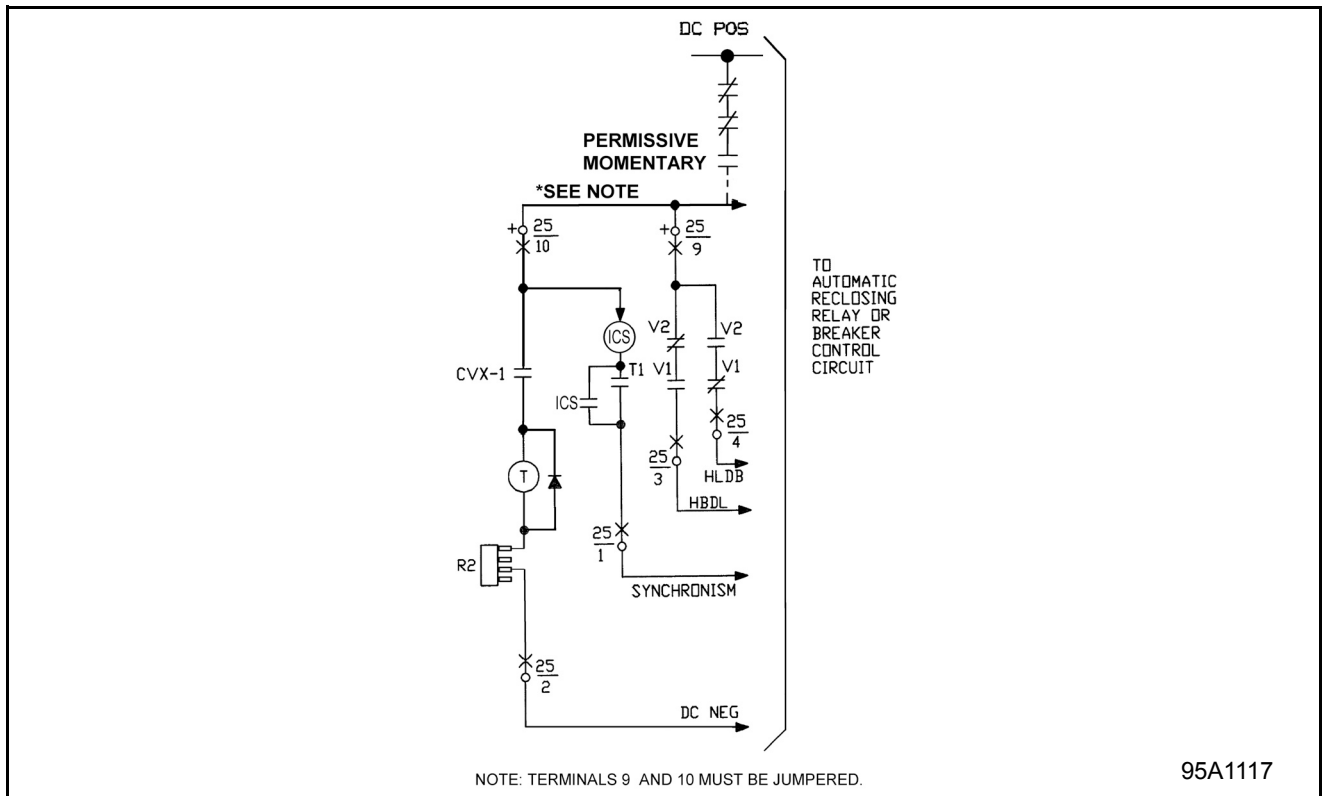 DC POS
PERMISSIVE
MOMENTARY
*SEE NOTE
+ 25
10
+ 25
9
TO
AUTOMATIC
RECLOSING
RELAY OR
BREAKER
CONTROL
CIRCUIT
ICS
V2
V2
CVX-1
T1
V1
V1
ICS
25
4
T
25
3
HLDB
HBDL
25
1
R2
SYNCHRONISM
25
2
DC NEG
NOTE: TERMINALS 9 AND 10 MUST BE JUMPERED.
95A1117